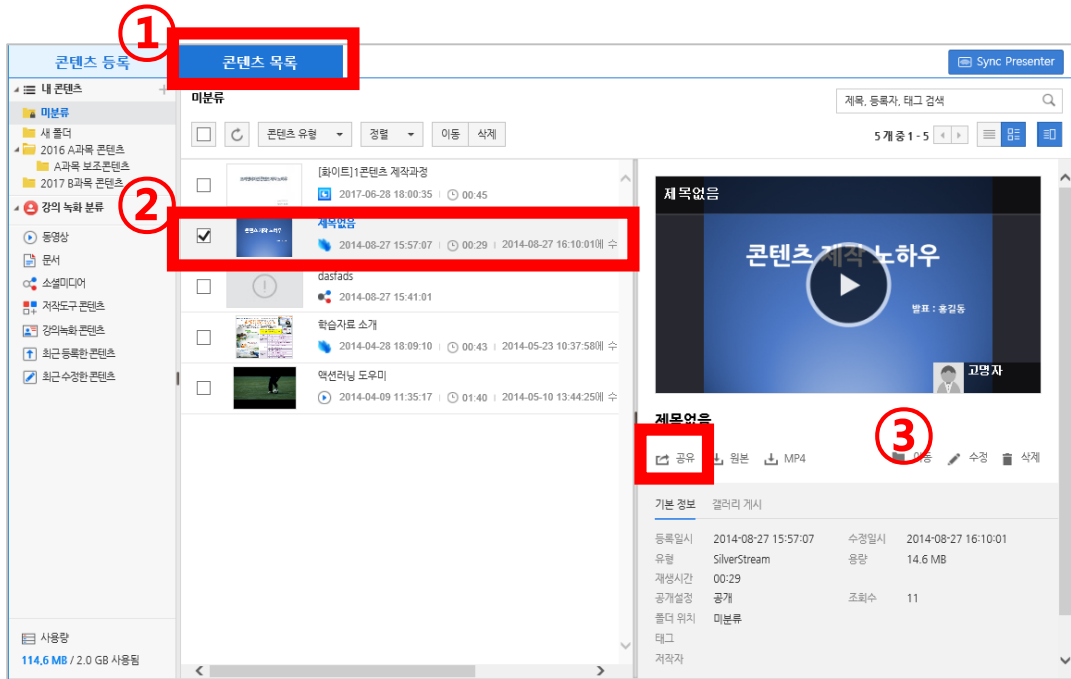 ①
콘텐츠 등록
콘텐츠 목록
Sync Presenter
내 콘텐츠
미분류
새 폴더
2016 A과목 콘텐츠
A과목 보조콘텐츠
2017 B과목 콘텐츠
②
강의 녹화 분류
동영상
문서
소셜미디어
저작도구 콘텐츠
강의녹화 콘텐츠
최근 등록한 콘텐츠
최근 수정한 콘텐츠
사용량
114.6 MB / 2.0 GB 사용됨
미분류
제목, 등록자, 태그 검색
콘텐츠 유형 정렬 이동 삭제
5 개 중 1 - 5
[화이트]1콘텐츠 제작과정
2017-06-28 18:00:35 | 00:45
제목없음
2014-08-27 15:57:07 | 00:29 | 2014-08-27 16:10:01에 수
dasfads
2014-08-27 15:41:01
학습자료 소개
2014-04-28 18:09:10 | 00:43 | 2014-05-23 10:37:58에 수
액션러닝 도우미
2014-04-09 11:35:17 | 01:40 | 2014-05-10 13:44:25에 수
제목없음
콘텐츠 제작 노하우
발표 : 홍길동
고명자
제목없음
③
공유 원본 MP4 이동 수정 삭제
기본 정보 갤러리 게시
등록일시 2014-08-27 15:57:07 수정일시 2014-08-27 16:10:01
유형 SilverStream 용량 14.6 MB
재생시간 00:29
공개설정 공개 조회수 11
폴더 위치 미분류
태그
저작자